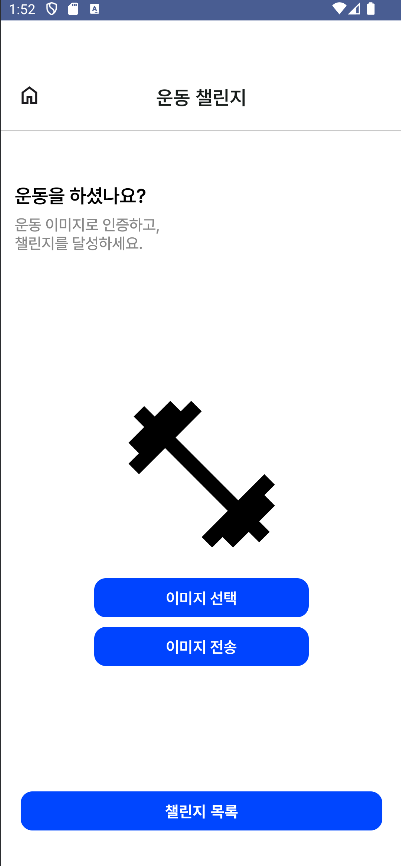 1:52
운동 챌린지
운동을 하셨나요?
운동 이미지로 인증하고,
챌린지를 달성하세요.
이미지 선택
이미지 전송
챌린지 목록